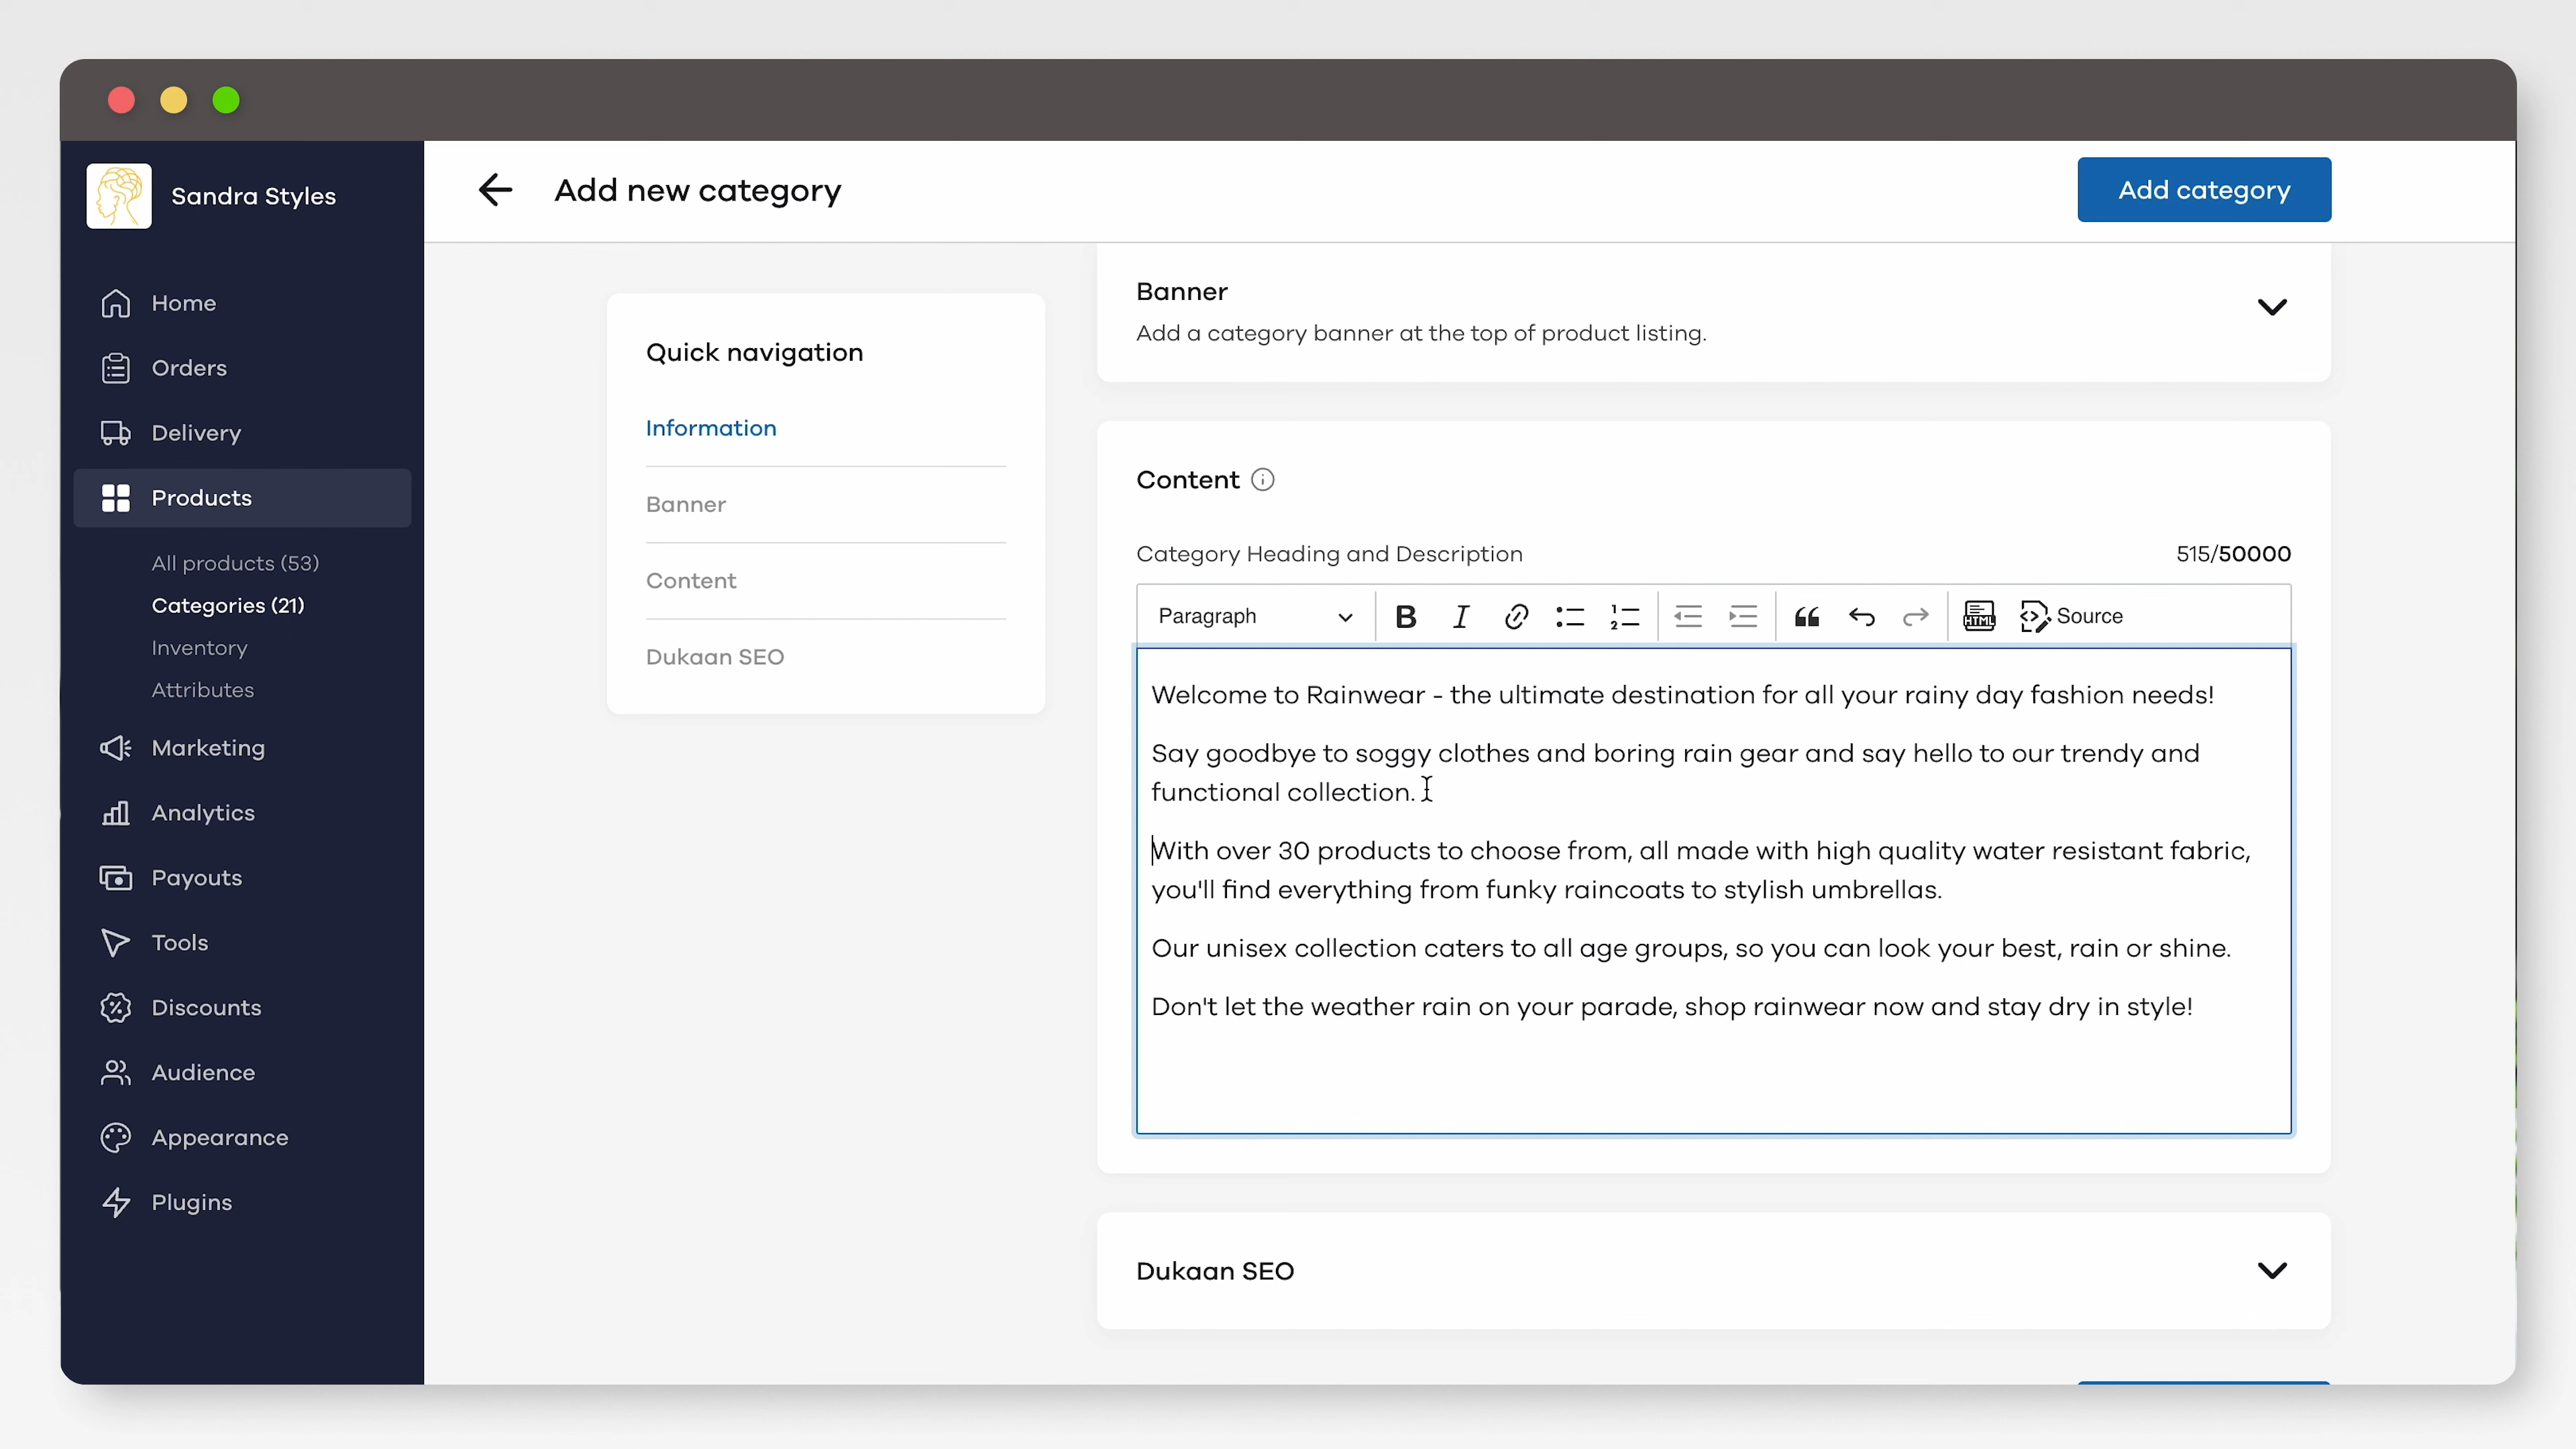 Sandra Styles
Home
Orders
Delivery
Products
All products (53)
Categories (21)
Inventory
Attributes
Marketing
Analytics
Payouts
Tools
Discounts
Audience
Appearance
Plugins
Add new category
Add category
Quick navigation
Information
Banner
Content
Dukaan SEO
Banner
Add a category banner at the top of product listing.
Content
Category Heading and Description
515/50000
Paragraph
B
I
HTML
Source
Welcome to Rainwear - the ultimate destination for all your rainy day fashion needs!
Say goodbye to soggy clothes and boring rain gear and say hello to our trendy and
functional collection.
With over 30 products to choose from, all made with high quality water resistant fabric,
you'll find everything from funky raincoats to stylish umbrellas.
Our unisex collection caters to all age groups, so you can look your best, rain or shine.
Don't let the weather rain on your parade, shop rainwear now and stay dry in style!
Dukaan SEO